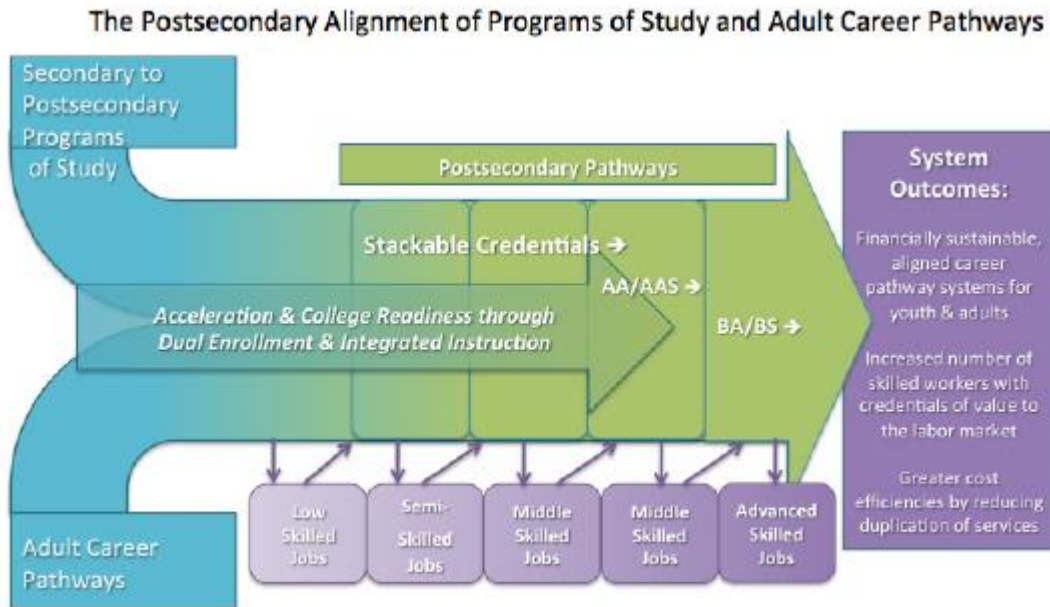 The Postsecondary Alignment of Programs of Study and Adult Career Pathways
Secondary to
Postsecondary
Programs
of Study
Postsecondary Pathways
Stackable Credentials →
AA/AAS →
BA/BS →
Acceleration & College Readiness through
Dual Enrollment & Integrated Instruction
System
Outcomes:
Financially sustainable,
aligned career
pathway systems for
youth & adults
Increased number of
skilled workers with
credentials of value to
the labor market
Greater cost
efficiencies by reducing
duplication of services
Low
Skilled
Jobs
Semi-
Skilled
Jobs
Middle
Skilled
Jobs
Middle
Skilled
Jobs
Advanced
Skilled
Jobs
Adult Career
Pathways